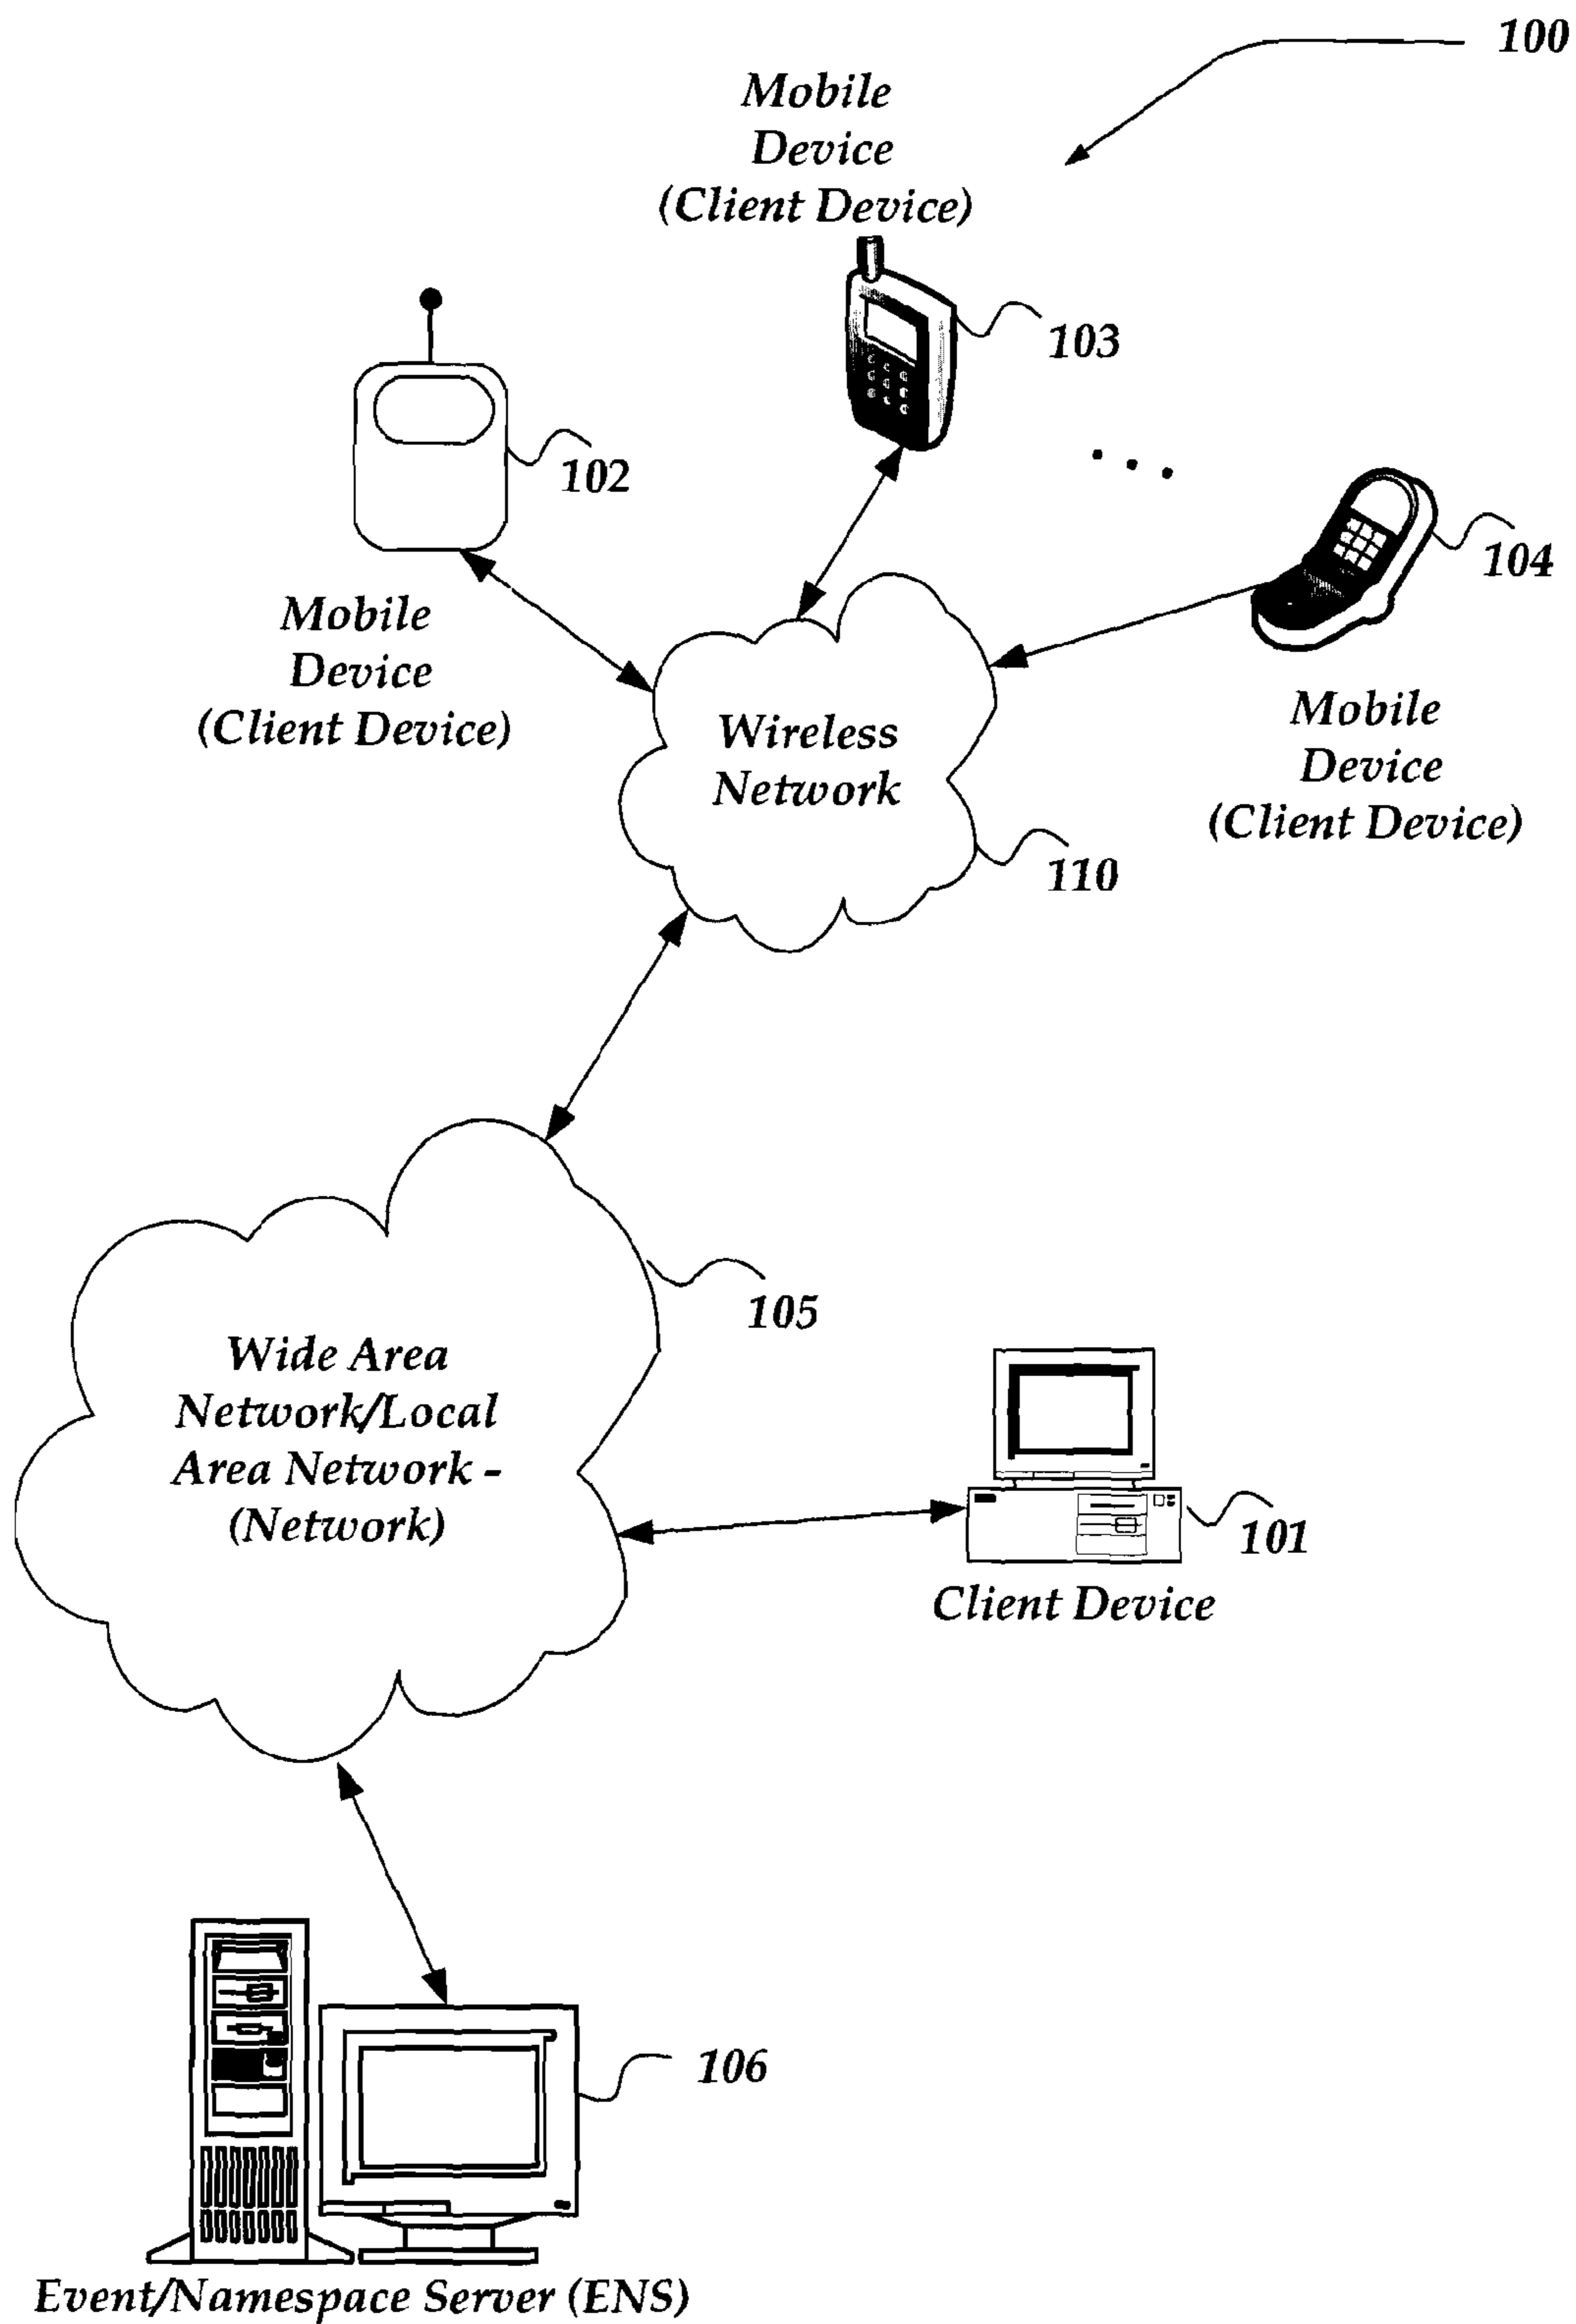 100
Mobile
Device
(Client Device)
103
102
104
Mobile
Device
(Client Device)
Mobile
Device
(Client Device)
Wireless
Network
110
105
Wide Area
Network/Local
Area Network -
(Network)
101
Client Device
106
Event/Namespace Server (ENS)